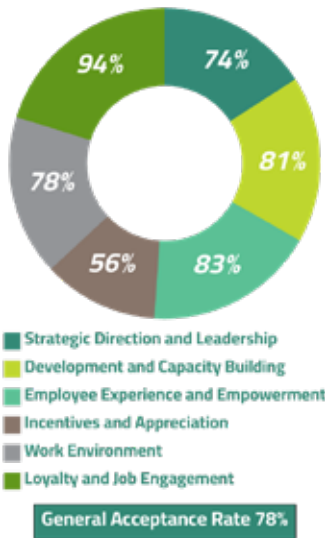 94%
74%
81%
78%
56%
83%
Strategic Direction and Leadership
Development and Capacity Building
Employee Experience and Empowerment
Incentives and Appreciation
Work Environment
Loyalty and Job Engagement
General Acceptance Rate 78%